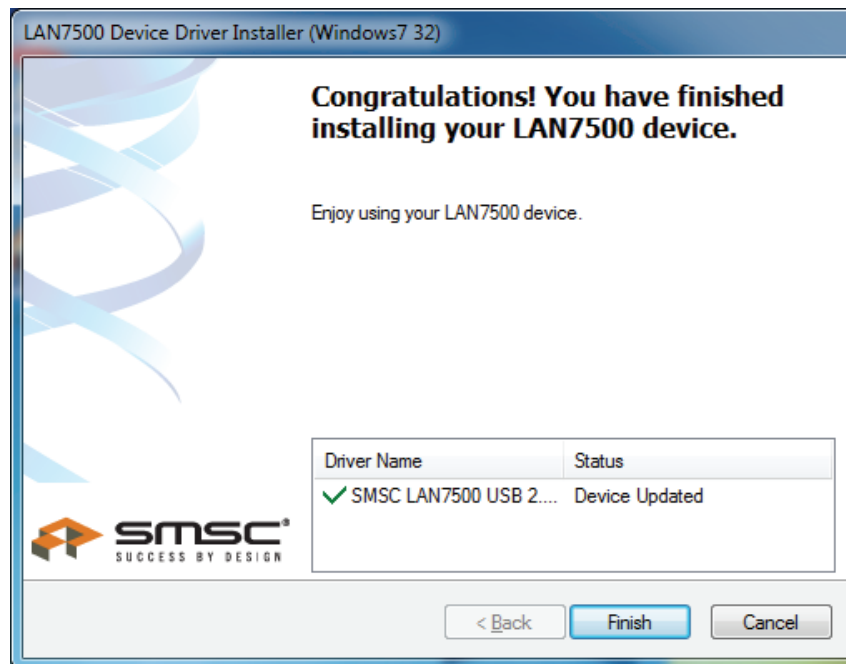 LAN7500 Device Driver Installer (Windows7 32)
Congratulations! You have finished
installing your LAN7500 device.
Enjoy using your LAN7500 device.
Driver Name Status
SMSC LAN7500 USB 2.... Device Updated
smsc®
SUCCESS BY DESIGN
< Back Finish Cancel